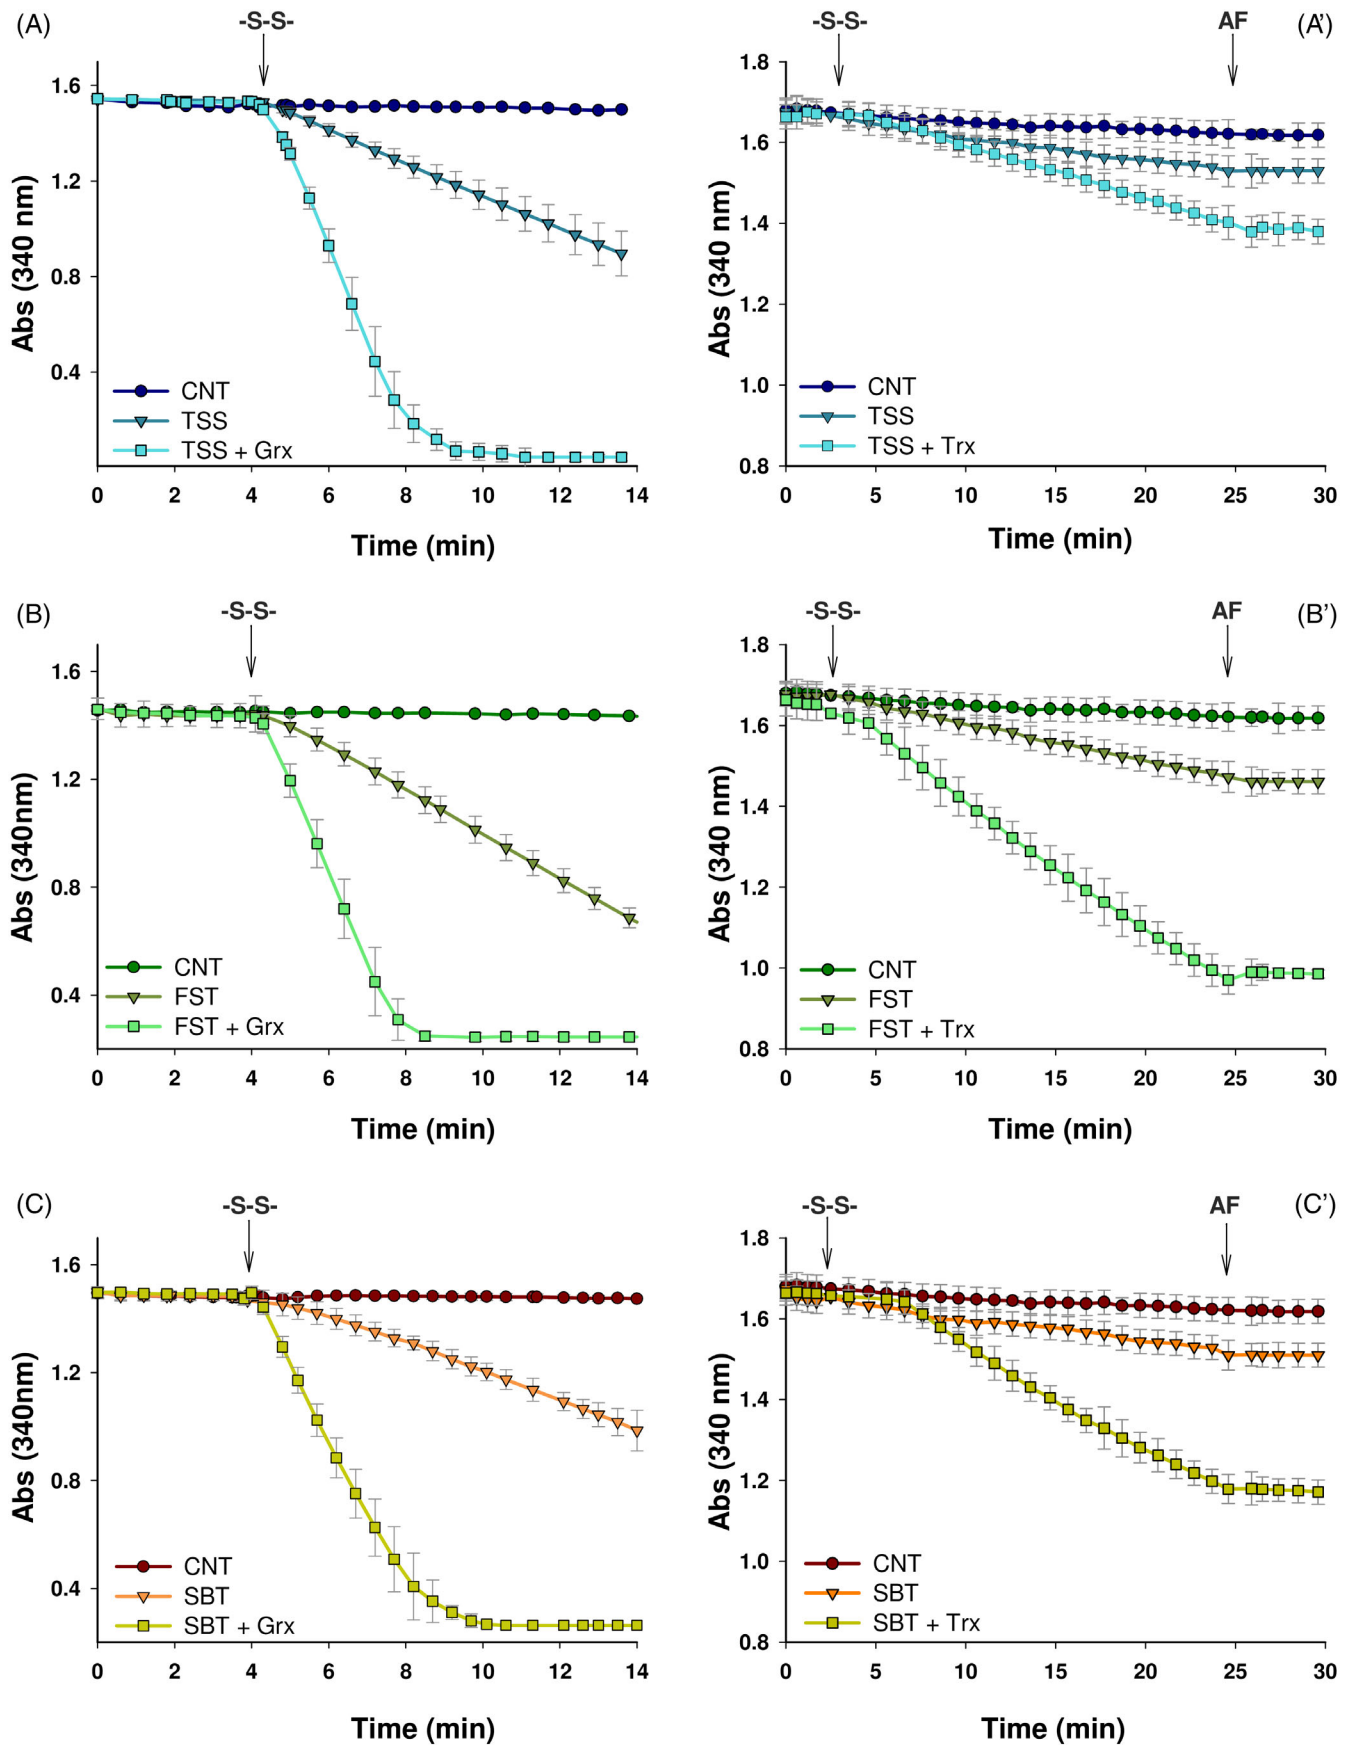 (A)
-S-S-
1.6
1.2
0.8
0.4
Abs (340 nm)
CNT
TSS
TSS + Grx
0 2 4 6 8 10 12 14
Time (min)
(A')
-S-S-
AF
1.8
1.6
1.4
1.2
1.0
0.8
Abs (340 nm)
CNT
TSS
TSS + Trx
0 5 10 15 20 25 30
Time (min)
(B)
-S-S-
1.6
1.2
0.8
0.4
Abs (340nm)
CNT
FST
FST + Grx
0 2 4 6 8 10 12 14
Time (min)
(B')
-S-S-
AF
1.8
1.6
1.4
1.2
1.0
0.8
Abs (340 nm)
CNT
FST
FST + Trx
0 5 10 15 20 25 30
Time (min)
(C)
-S-S-
1.6
1.2
0.8
0.4
Abs (340nm)
CNT
SBT
SBT + Grx
0 2 4 6 8 10 12 14
Time (min)
(C')
-S-S-
AF
1.8
1.6
1.4
1.2
1.0
0.8
Abs (340 nm)
CNT
SBT
SBT + Trx
0 5 10 15 20 25 30
Time (min)